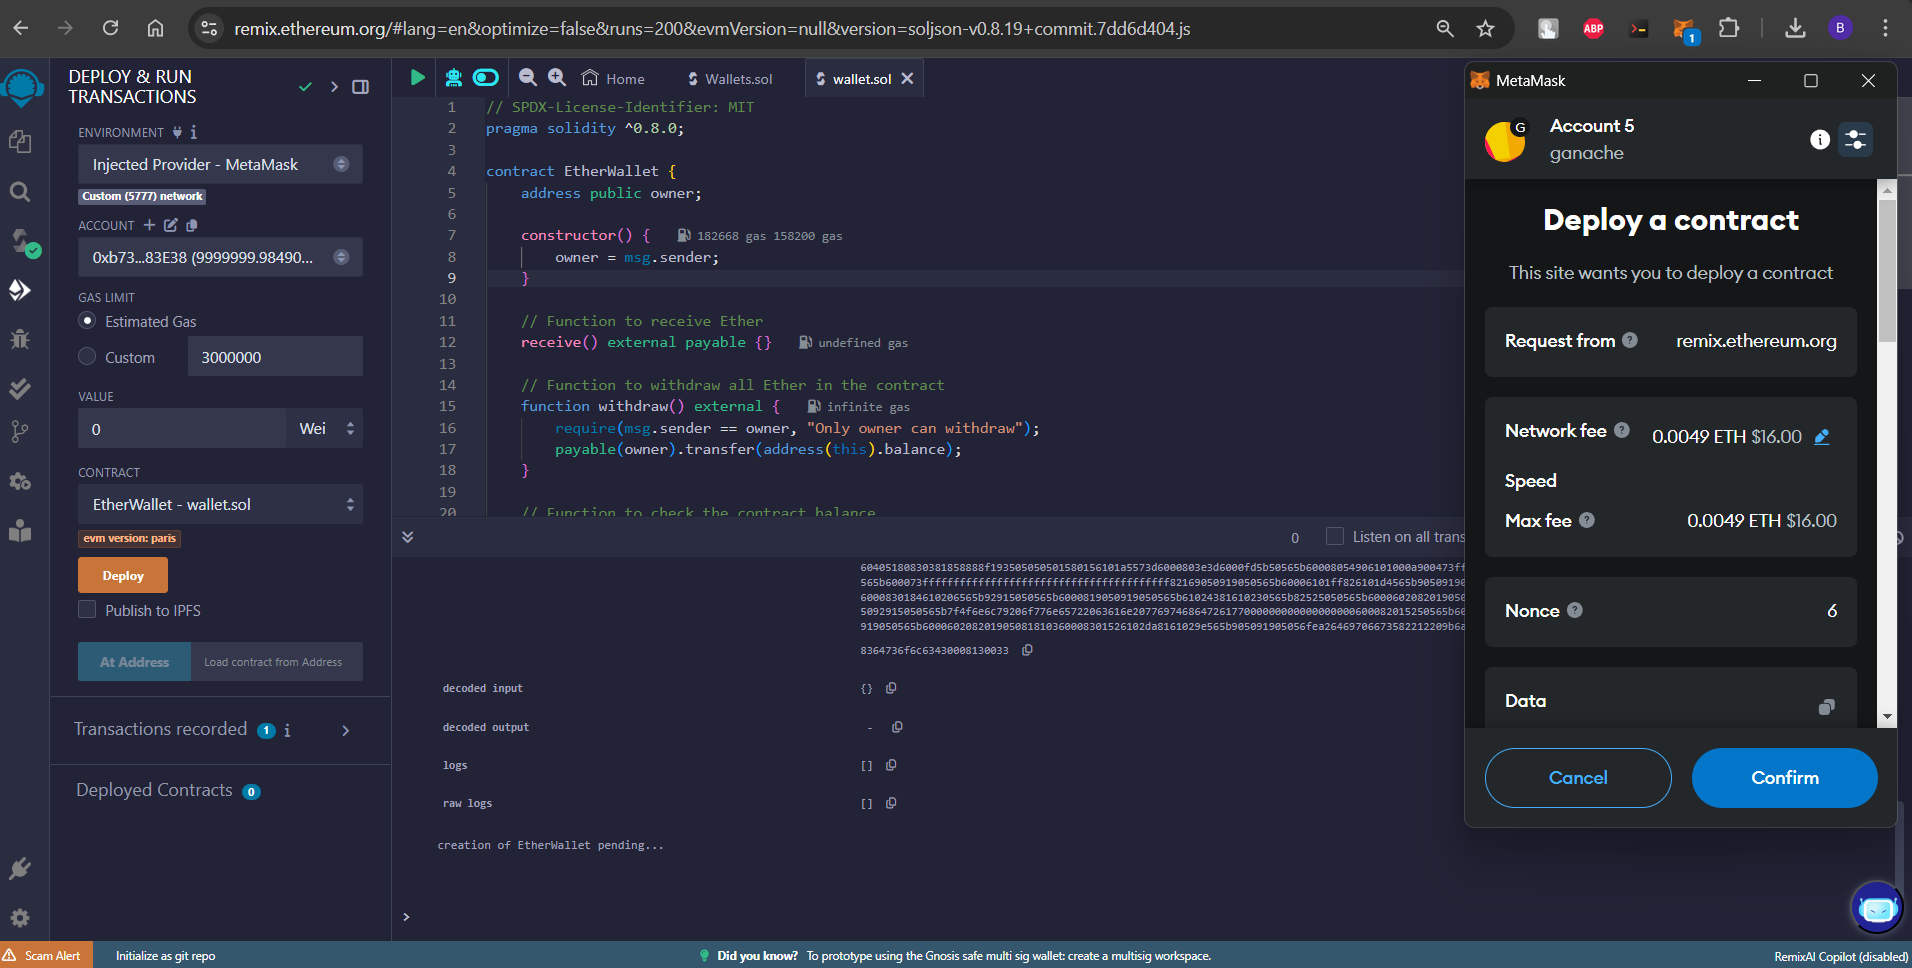 remix.ethereum.org/#lang=en&optimize=false&runs=200&evmVersion=null&version=soljson-v0.8.19+commit.7dd6d404.js
ABP
1
B
DEPLOY & RUN
TRANSACTIONS
ENVIRONMENT
Injected Provider - MetaMask
Custom (5777) network
ACCOUNT
0xb73...83E38 (9999999.98490...
GAS LIMIT
Estimated Gas
Custom
3000000
VALUE
0
Wei
CONTRACT
EtherWallet - wallet.sol
evm version: paris
Deploy
Publish to IPFS
At Address
Load contract from Address
Transactions recorded 1 i
Deployed Contracts 0
Home
Wallets.sol
wallet.sol
1 // SPDX-License-Identifier: MIT
2 pragma solidity ^0.8.0;
3
4 contract EtherWallet {
5 address public owner;
6
7 constructor() { 182668 gas 158200 gas
8 owner = msg.sender;
9 }
10
11 // Function to receive Ether
12 receive() external payable {} undefined gas
13
14 // Function to withdraw all Ether in the contract
15 function withdraw() external { infinite gas
16 require(msg.sender == owner, "Only owner can withdraw");
17 payable(owner).transfer(address(this).balance);
18 }
19
20 // Function to check the contract balance
0
Listen on all trans
8364736f6c63430008130033
decoded input {}
decoded output -
logs []
raw logs []
creation of EtherWallet pending...
>
MetaMask
G
Account 5
ganache
Deploy a contract
This site wants you to deploy a contract
Request from ? remix.ethereum.org
Network fee ? 0.0049 ETH $16.00
Speed
Max fee ? 0.0049 ETH $16.00
Nonce ? 6
Data
Cancel
Confirm
Scam Alert
Initialize as git repo
Did you know? To prototype using the Gnosis safe multi sig wallet: create a multisig workspace.
RemixAI Copilot (disabled)